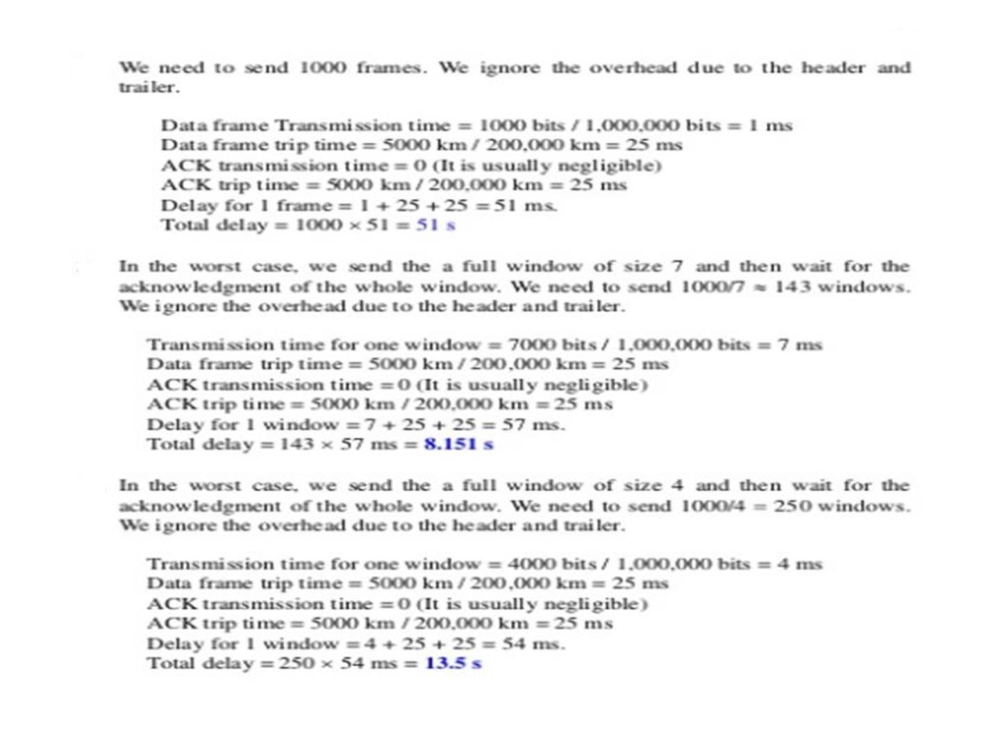 We need to send 1000 frames. We ignore the overhead due to the header and
trailer.
Data frame Transmission time = 1000 bits / 1,000,000 bits = 1 ms
Data frame trip time = 5000 km / 200,000 km = 25 ms
ACK transmission time = 0 (It is usually negligible)
ACK trip time = 5000 km / 200,000 km = 25 ms
Delay for 1 frame = 1 + 25 + 25 = 51 ms.
Total delay = 1000 × 51 = 51 s
In the worst case, we send the a full window of size 7 and then wait for the
acknowledgment of the whole window. We need to send 1000/7 ≈ 143 windows.
We ignore the overhead due to the header and trailer.
Transmission time for one window = 7000 bits / 1,000,000 bits = 7 ms
Data frame trip time = 5000 km / 200,000 km = 25 ms
ACK transmission time = 0 (It is usually negligible)
ACK trip time = 5000 km / 200,000 km = 25 ms
Delay for 1 window = 7 + 25 + 25 = 57 ms.
Total delay = 143 × 57 ms = 8.151 s
In the worst case, we send the a full window of size 4 and then wait for the
acknowledgment of the whole window. We need to send 1000/4 = 250 windows.
We ignore the overhead due to the header and trailer.
Transmission time for one window = 4000 bits / 1,000,000 bits = 4 ms
Data frame trip time = 5000 km / 200,000 km = 25 ms
ACK transmission time = 0 (It is usually negligible)
ACK trip time = 5000 km / 200,000 km = 25 ms
Delay for 1 window = 4 + 25 + 25 = 54 ms.
Total delay = 250 × 54 ms = 13.5 s